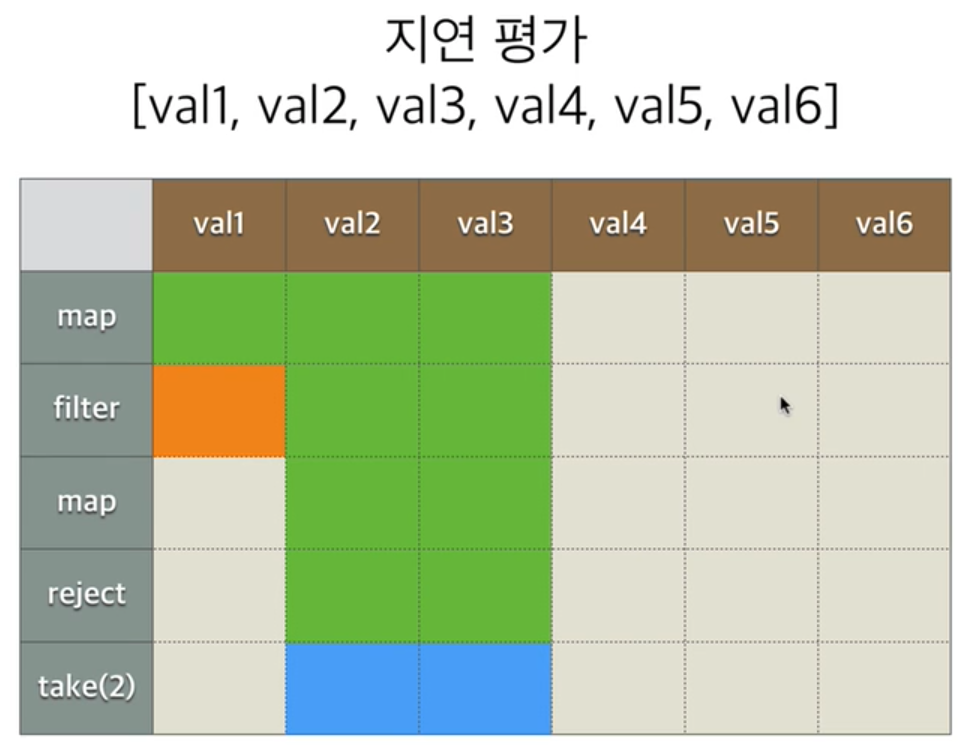 지연 평가
[val1, val2, val3, val4, val5, val6]
val1 val2 val3 val4 val5 val6
map
filter
map
reject
take(2)